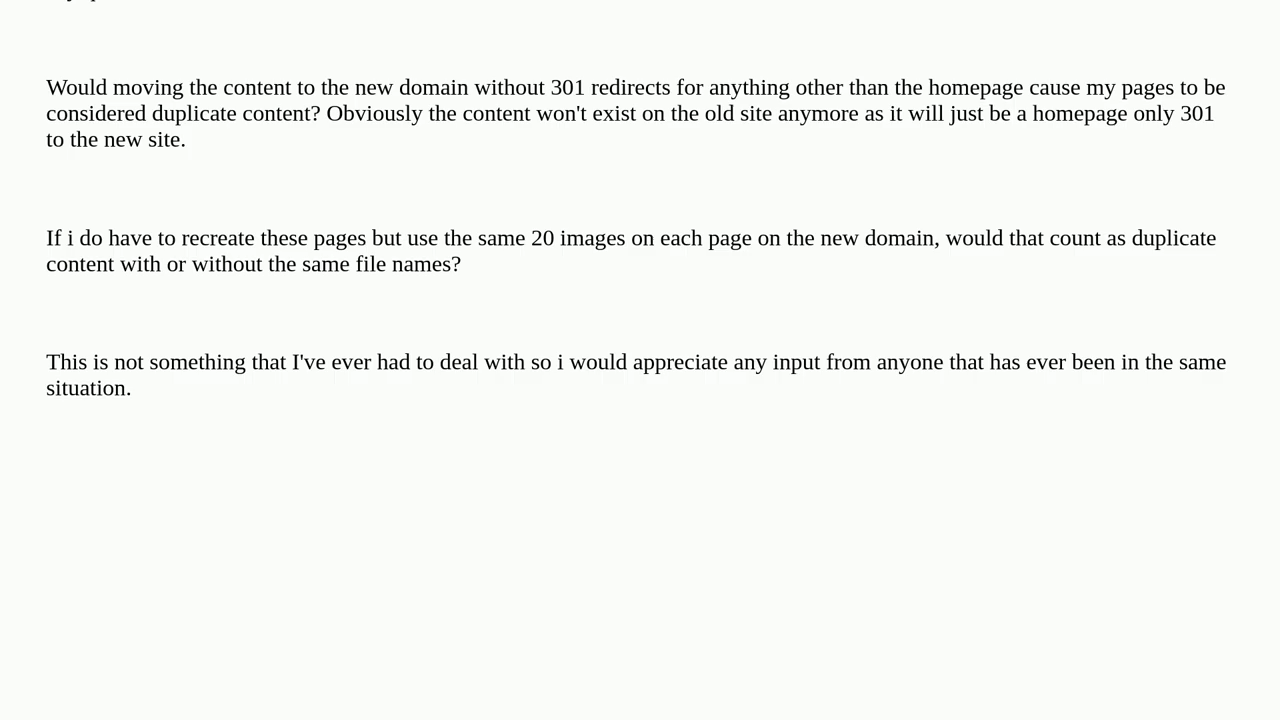 Would moving the content to the new domain without 301 redirects for anything other than the homepage cause my pages to be
considered duplicate content? Obviously the content won't exist on the old site anymore as it will just be a homepage only 301
to the new site.
If i do have to recreate these pages but use the same 20 images on each page on the new domain, would that count as duplicate
content with or without the same file names?
This is not something that I've ever had to deal with so i would appreciate any input from anyone that has ever been in the same
situation.